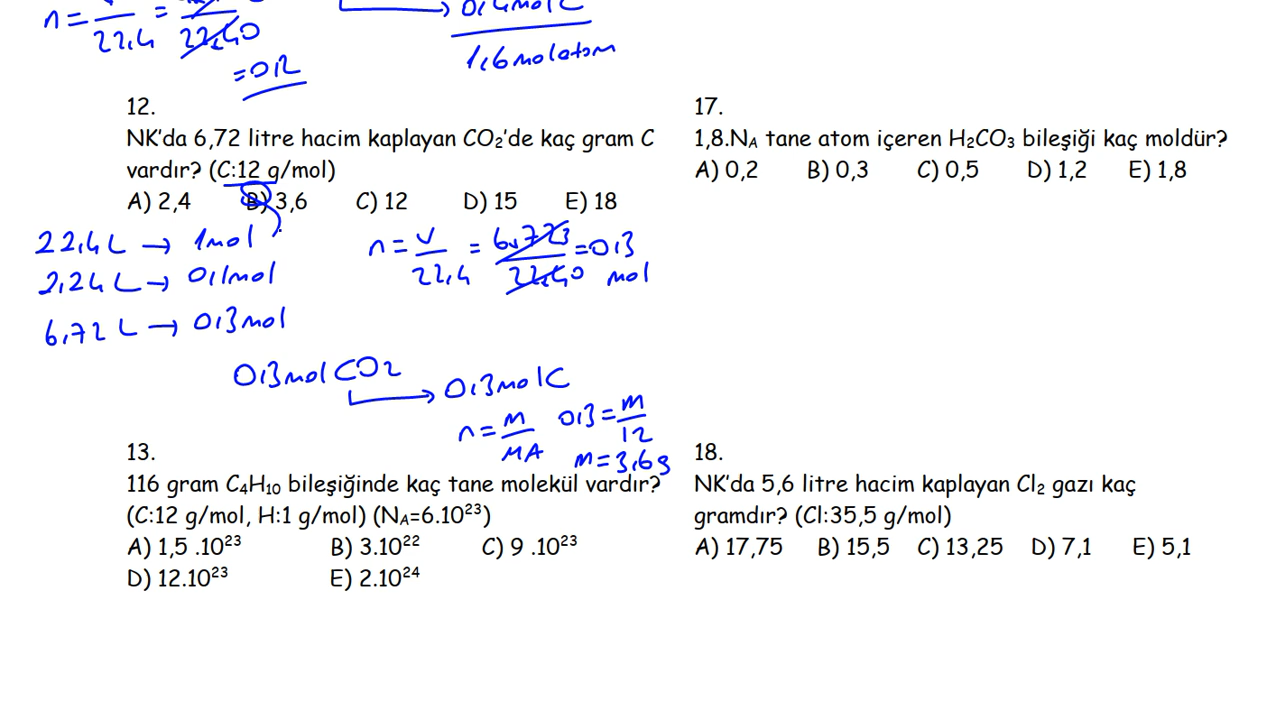 n = V/22,4 = /22,40
= 0,2
0,4 mol C
1,6 mol atom
12.
NK'da 6,72 litre hacim kaplayan CO₂'de kaç gram C
vardır? (C:12 g/mol)
A) 2,4 B) 3,6 C) 12 D) 15 E) 18
22,4 L → 1 mol
2,24 L → 0,1 mol
6,72 L → 0,3 mol
n = V/22,4 = 6,72 3/22,40 = 0,3 mol
0,3 mol CO2
→ 0,3 mol C
n = m/MA 0,3 = m/12
m = 3,6 g
13.
116 gram C₄H₁₀ bileşiğinde kaç tane molekül vardır?
(C:12 g/mol, H:1 g/mol) (Nᴀ=6.10²³)
A) 1,5 .10²³ B) 3.10²² C) 9 .10²³
D) 12.10²³ E) 2.10²⁴
17.
1,8.Nᴀ tane atom içeren H₂CO₃ bileşiği kaç moldür?
A) 0,2 B) 0,3 C) 0,5 D) 1,2 E) 1,8
18.
NK'da 5,6 litre hacim kaplayan Cl₂ gazı kaç
gramdır? (Cl:35,5 g/mol)
A) 17,75 B) 15,5 C) 13,25 D) 7,1 E) 5,1